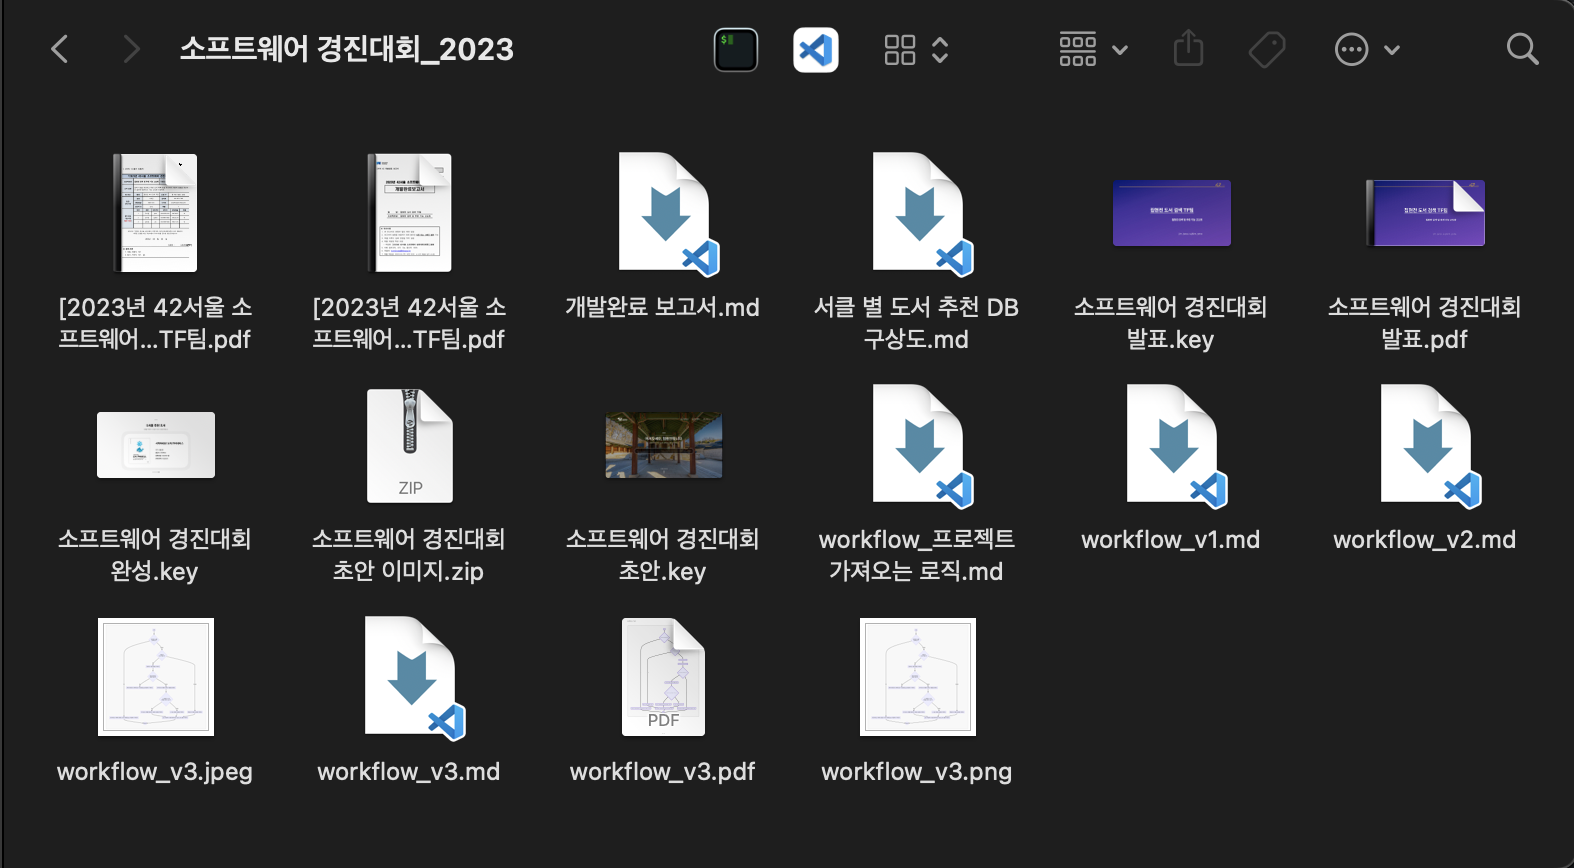 소프트웨어 경진대회_2023
[2023년 42서울 소
프트웨어...TF팀.pdf
[2023년 42서울 소
프트웨어...TF팀.pdf
개발완료 보고서.md
서클 별 도서 추천 DB
구상도.md
소프트웨어 경진대회
발표.key
소프트웨어 경진대회
발표.pdf
소프트웨어 경진대회
완성.key
ZIP
소프트웨어 경진대회
초안 이미지.zip
소프트웨어 경진대회
초안.key
workflow_프로젝트
가져오는 로직.md
workflow_v1.md
workflow_v2.md
workflow_v3.jpeg
workflow_v3.md
PDF
workflow_v3.pdf
workflow_v3.png